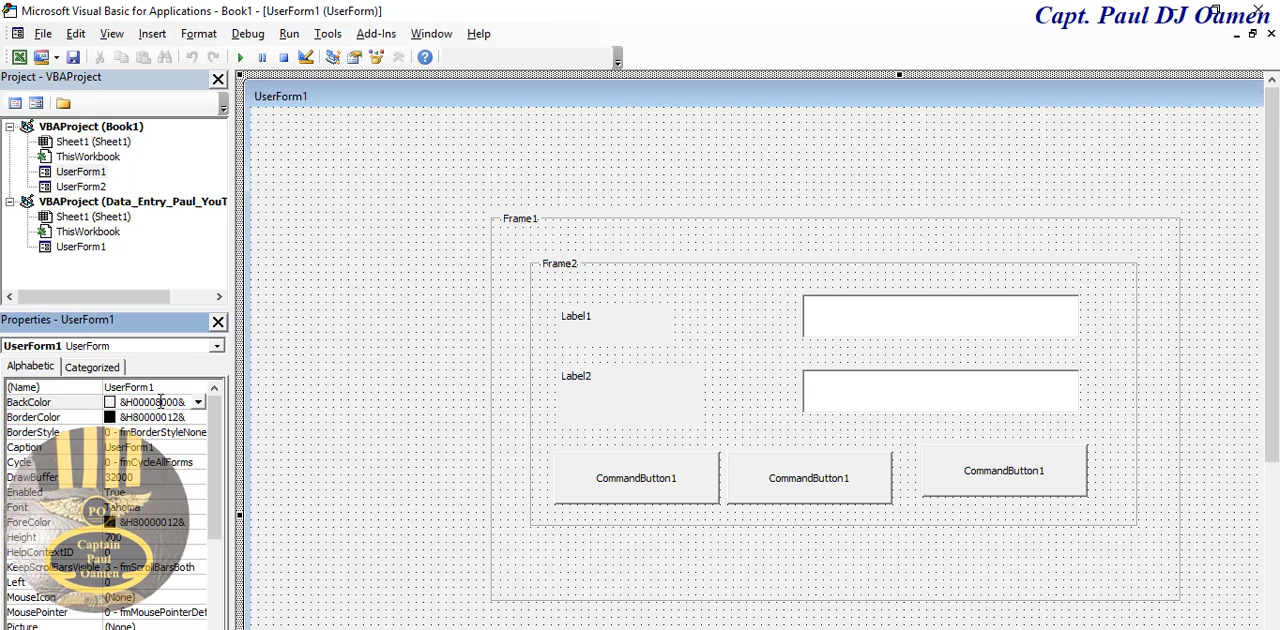 Microsoft Visual Basic for Applications - Book1 - [UserForm1 (UserForm)]
Capt. Paul DJ Oamen
File Edit View Insert Format Debug Run Tools Add-Ins Window Help
Project - VBAProject
VBAProject (Book1)
Sheet1 (Sheet1)
ThisWorkbook
UserForm1
UserForm2
VBAProject (Data_Entry_Paul_YouT
Sheet1 (Sheet1)
ThisWorkbook
UserForm1
Properties - UserForm1
UserForm1 UserForm
Alphabetic Categorized
(Name) UserForm1
BackColor &H00008000&
BorderColor &H80000012&
BorderStyle 0 - fmBorderStyleNone
Caption UserForm1
Cycle 0 - fmCycleAllForms
DrawBuffer 32000
Enabled True
Font Tahoma
ForeColor &H80000012&
Height 700
HelpContextID 0
KeepScrollBarsVisible 3 - fmScrollBarsBoth
Left 0
MouseIcon (None)
MousePointer 0 - fmMousePointerDef
Picture (None)
PO
Captain
Paul
Oamen
UserForm1
Frame1
Frame2
Label1
Label2
CommandButton1 CommandButton1 CommandButton1